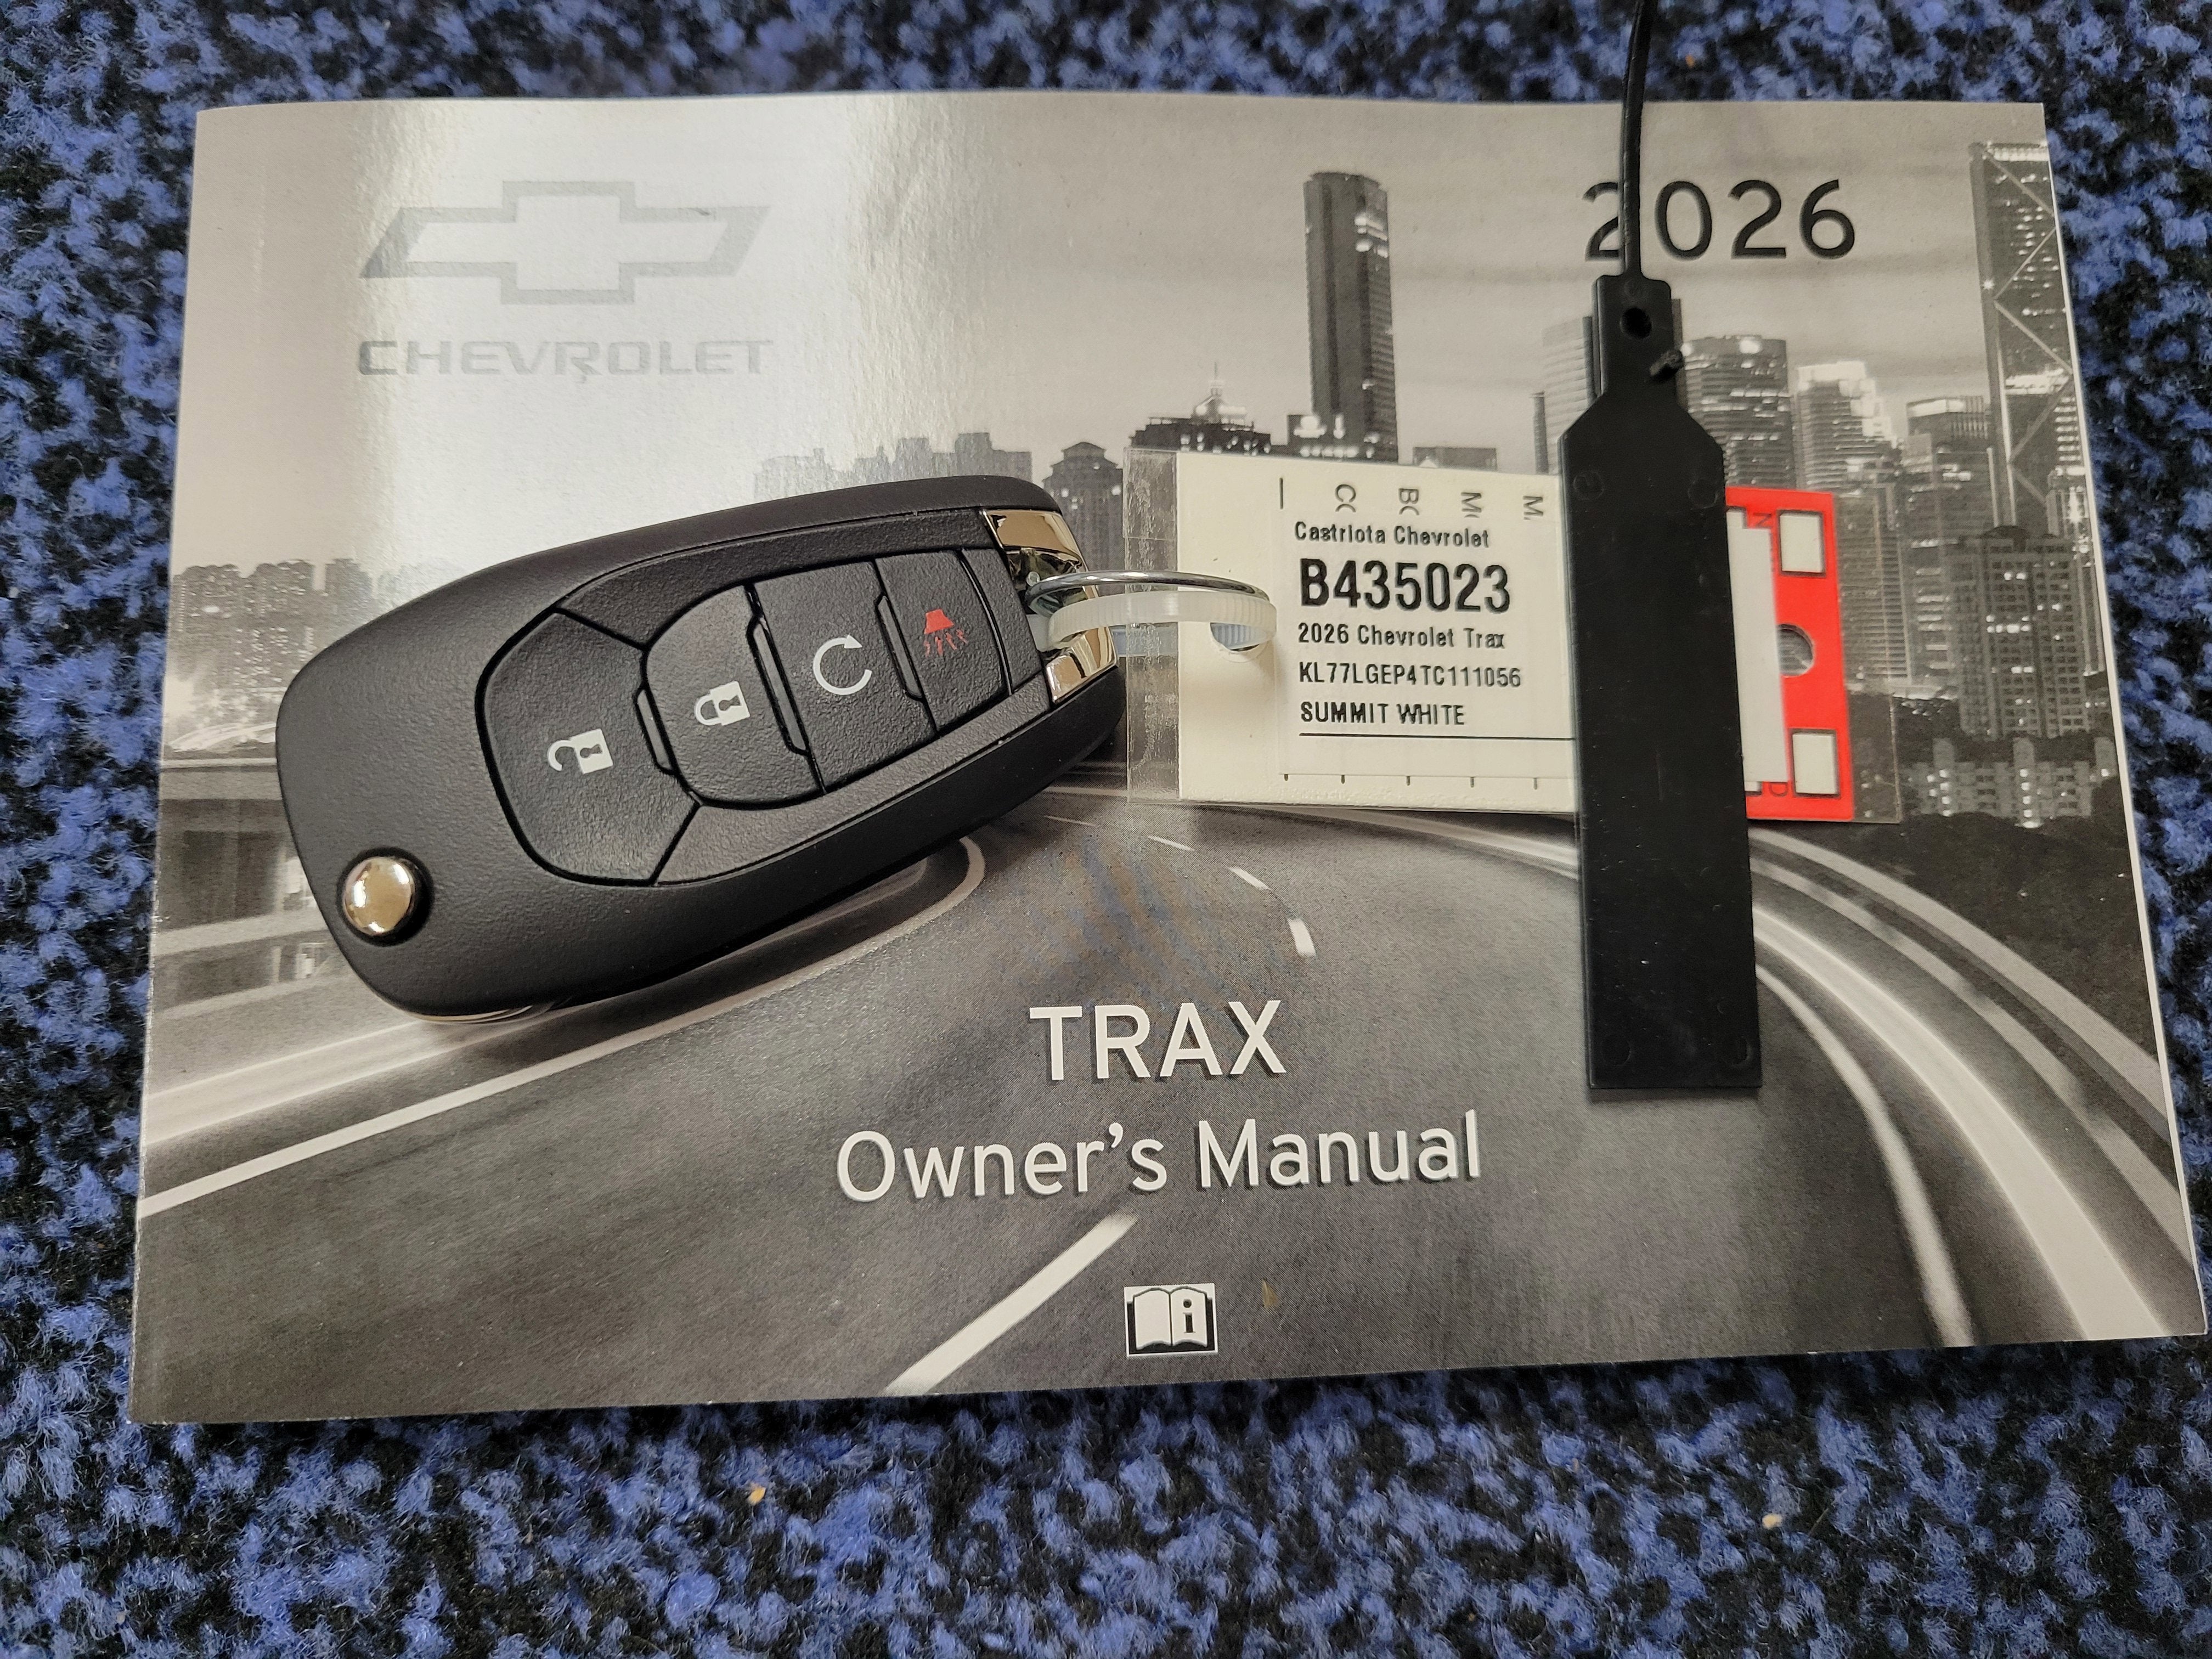 CHEVROLET
2026
Castriota Chevrolet
B435023
2026 Chevrolet Trax
KL77LGEP4TC111056
SUMMIT WHITE
TRAX
Owner's Manual
i